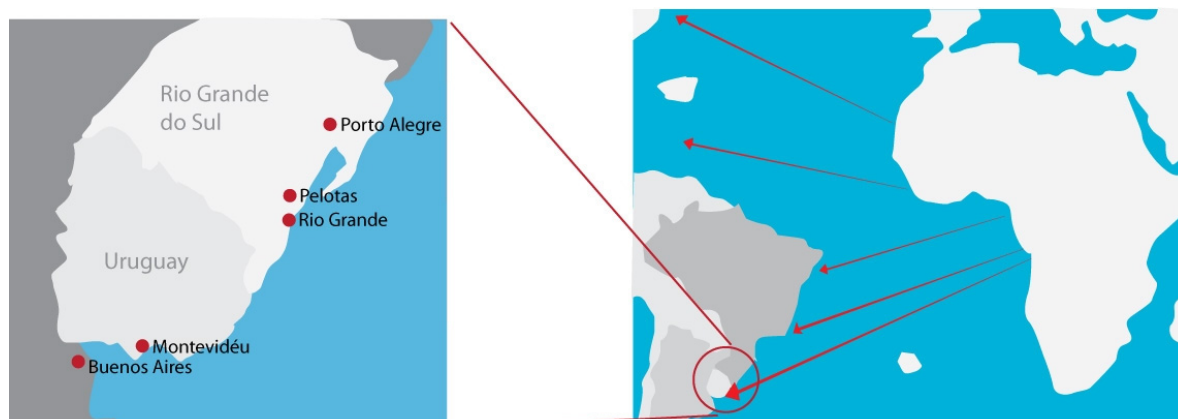 Rio Grande
do Sul
Porto Alegre
Pelotas
Rio Grande
Uruguay
Montevidéu
Buenos Aires